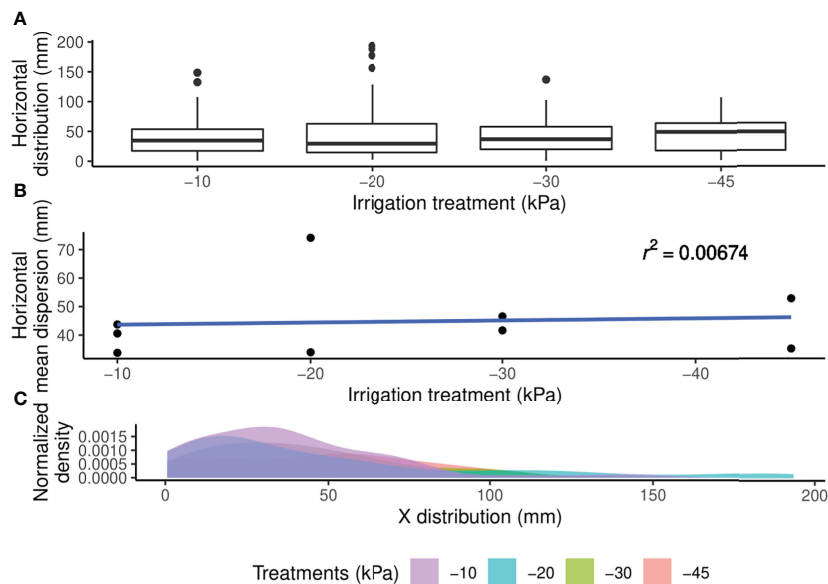 A
Horizontal
distribution (mm)
200
150
100
50
0
−10
−20
−30
−45
Irrigation treatment (kPa)
B
Horizontal
mean dispersion (mm)
70
60
50
40
r² = 0.00674
−10
−20
−30
−40
Irrigation treatment (kPa)
C
Normalized
density
0.0015
0.0010
0.0005
0.0000
0
50
100
150
200
X distribution (mm)
Treatments (kPa)
−10
−20
−30
−45